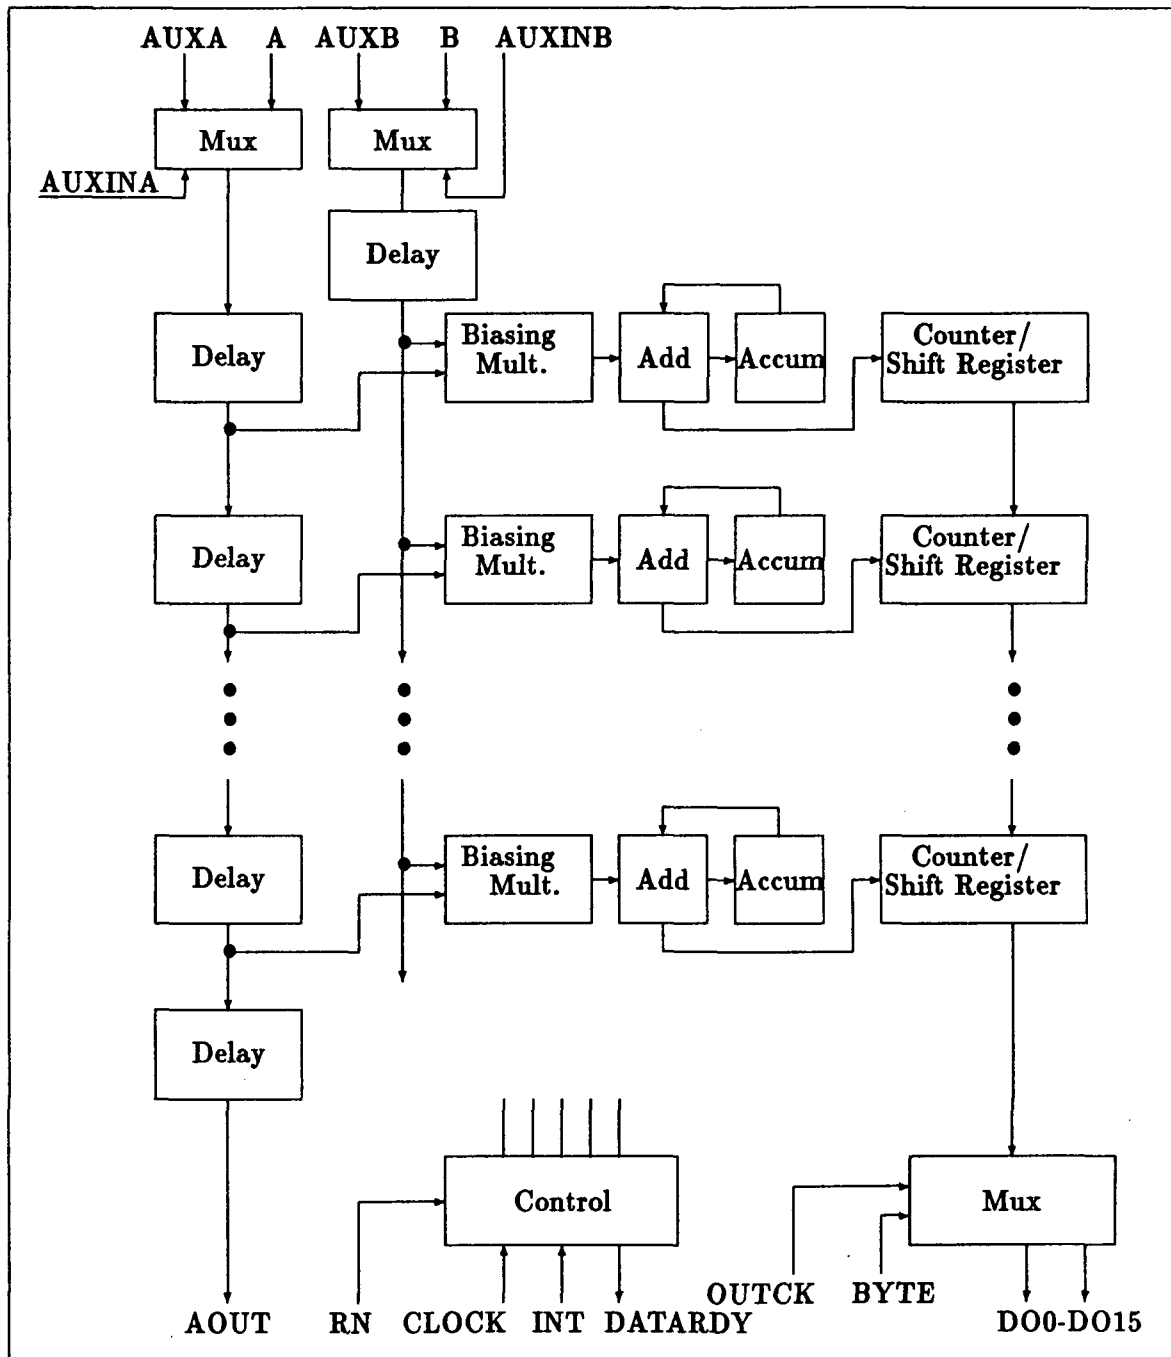 AUXA A AUXB B AUXINB
Mux Mux
AUXINA
Delay
Delay
Biasing Mult.
Add
Accum
Counter/
Shift Register
Delay
Biasing Mult.
Add
Accum
Counter/
Shift Register
Delay
Biasing Mult.
Add
Accum
Counter/
Shift Register
Delay
Control
Mux
OUTCK BYTE
AOUT RN CLOCK INT DATARDY DO0-DO15